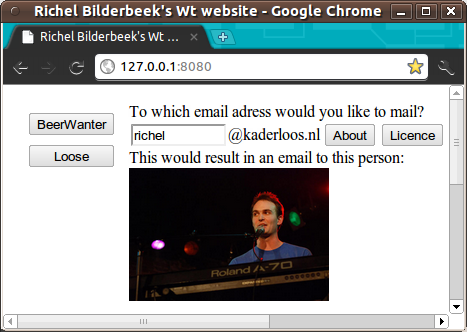 Richel Bilderbeek's Wt website - Google Chrome
Richel Bilderbeek's Wt ...
127.0.0.1:8080
BeerWanter
Loose
To which email adress would you like to mail?
richel @kaderloos.nl About Licence
This would result in an email to this person:
Roland A-70